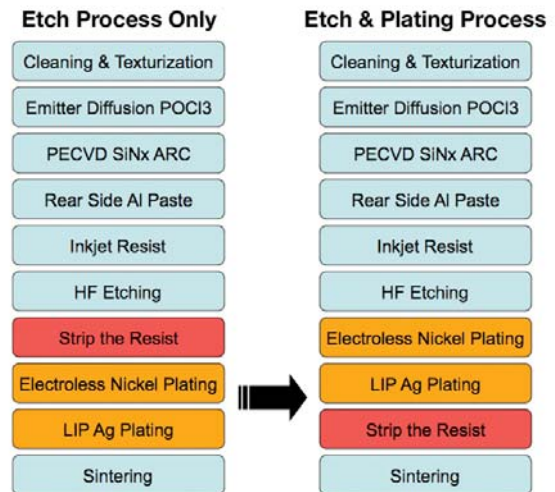 Etch Process Only
Cleaning & Texturization
Emitter Diffusion POCl3
PECVD SiNx ARC
Rear Side Al Paste
Inkjet Resist
HF Etching
Strip the Resist
Electroless Nickel Plating
LIP Ag Plating
Sintering
Etch & Plating Process
Cleaning & Texturization
Emitter Diffusion POCl3
PECVD SiNx ARC
Rear Side Al Paste
Inkjet Resist
HF Etching
Electroless Nickel Plating
LIP Ag Plating
Strip the Resist
Sintering